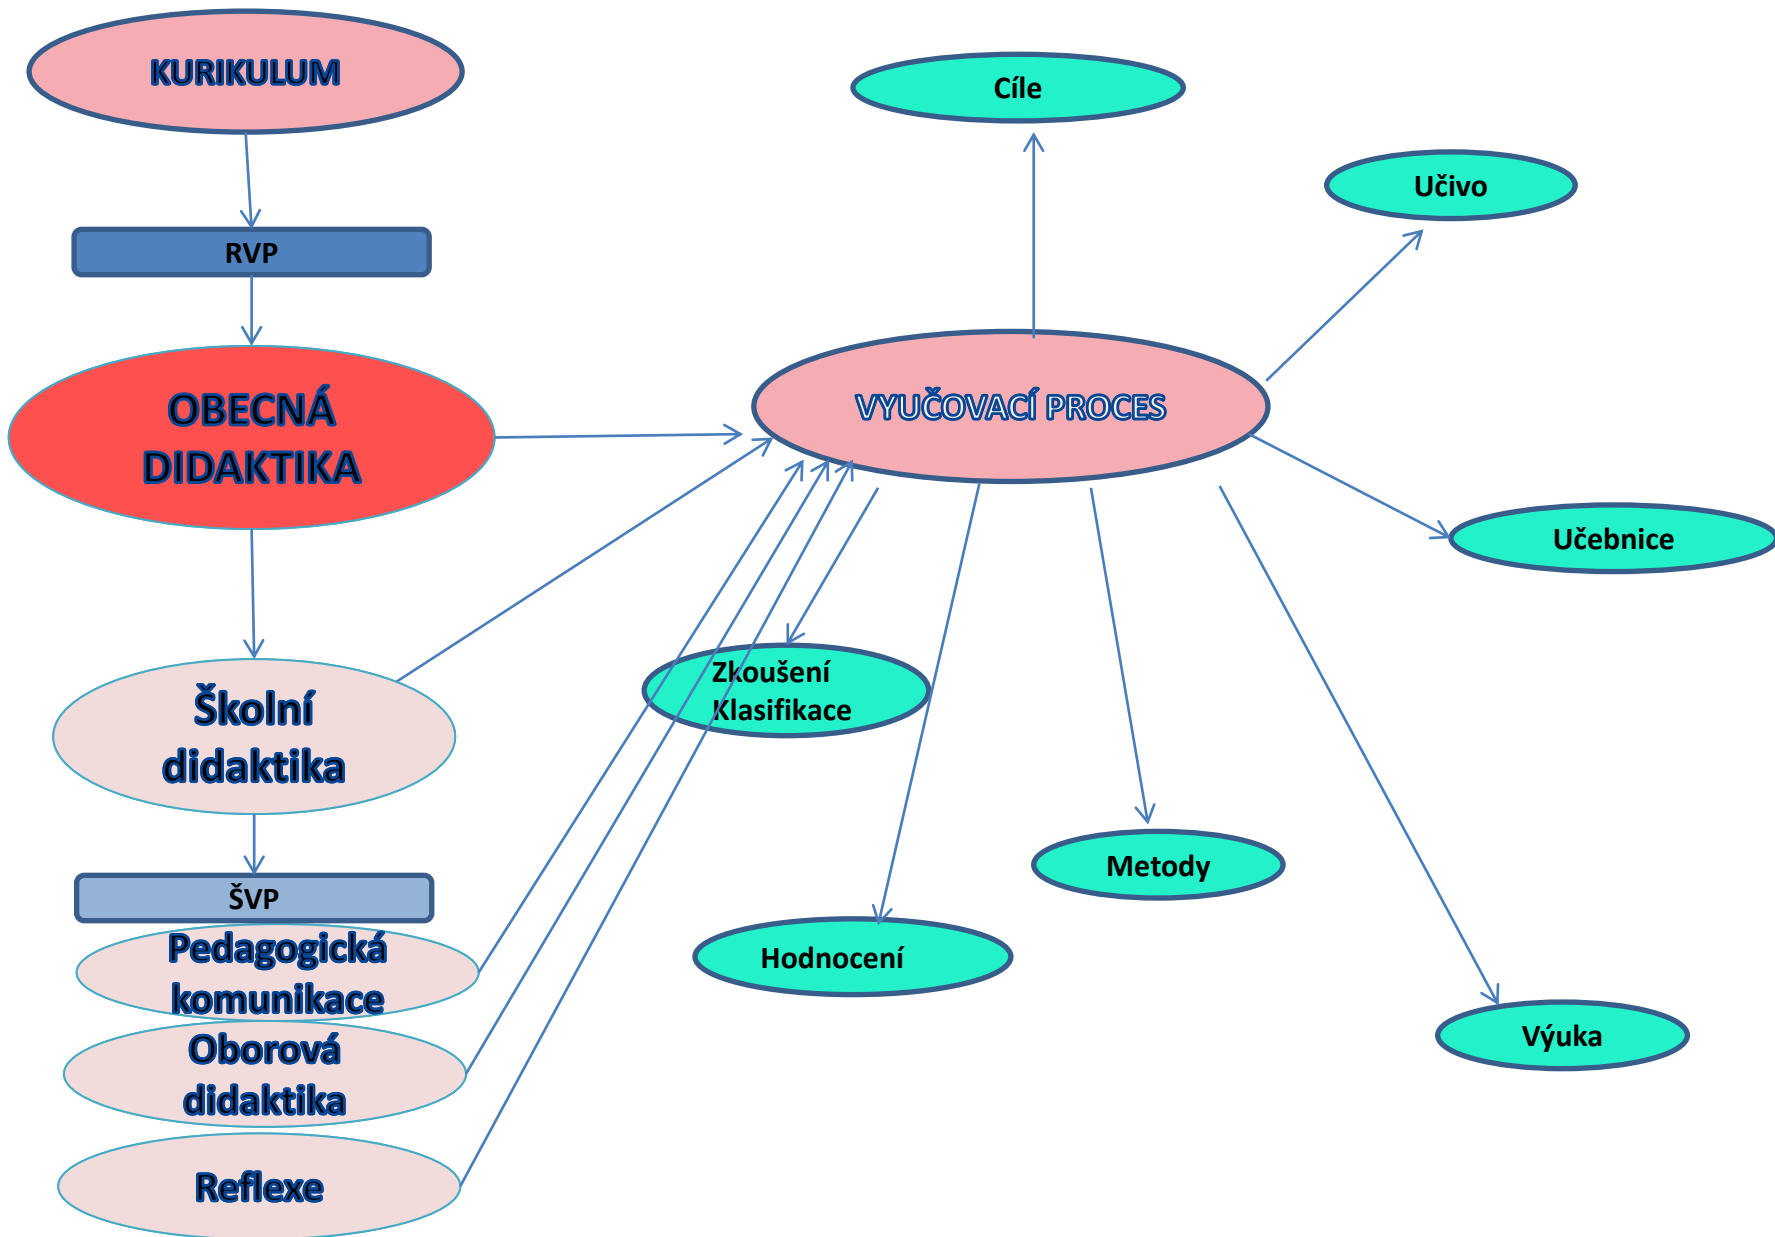 KURIKULUM
RVP
OBECNÁ
DIDAKTIKA
Školní
didaktika
ŠVP
Pedagogická
komunikace
Oborová
didaktika
Reflexe
VYUČOVACÍ PROCES
Cíle
Učivo
Učebnice
Zkoušení
Klasifikace
Metody
Hodnocení
Výuka